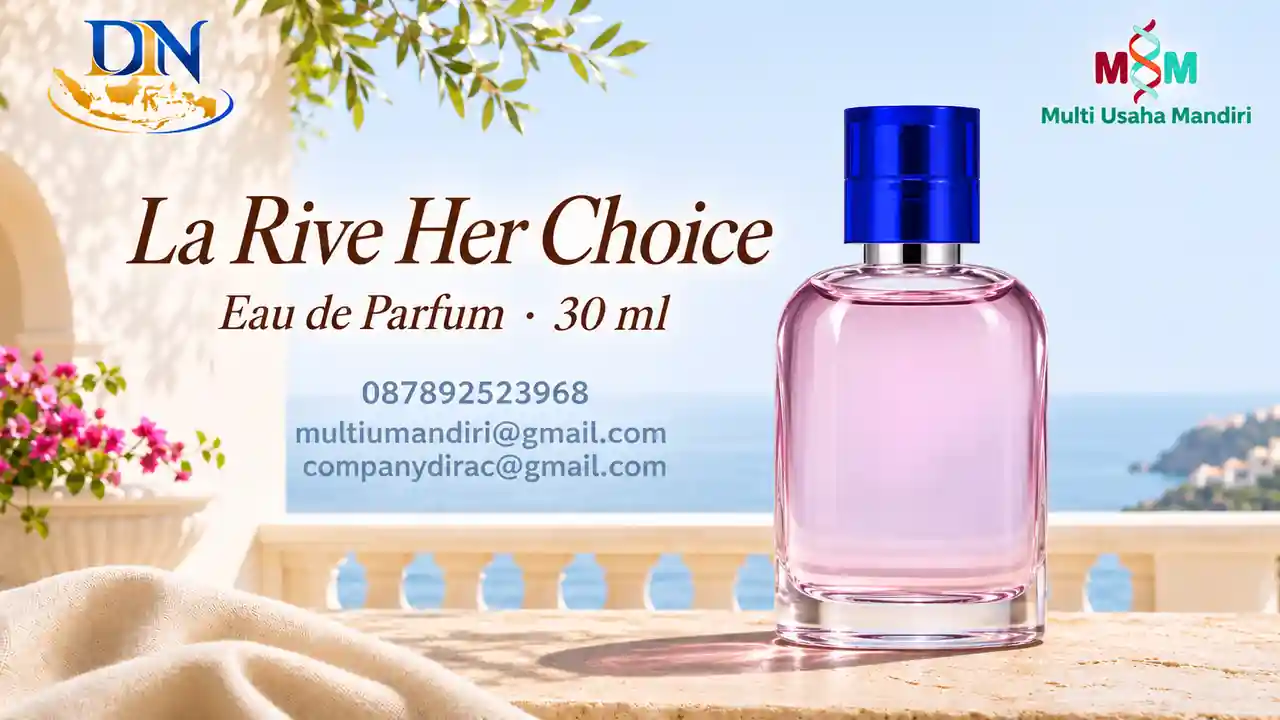 DN
MSM
Multi Usaha Mandiri
La Rive Her Choice
Eau de Parfum · 30 ml
087892523968
multiumandiri@gmail.com
companydirac@gmail.com